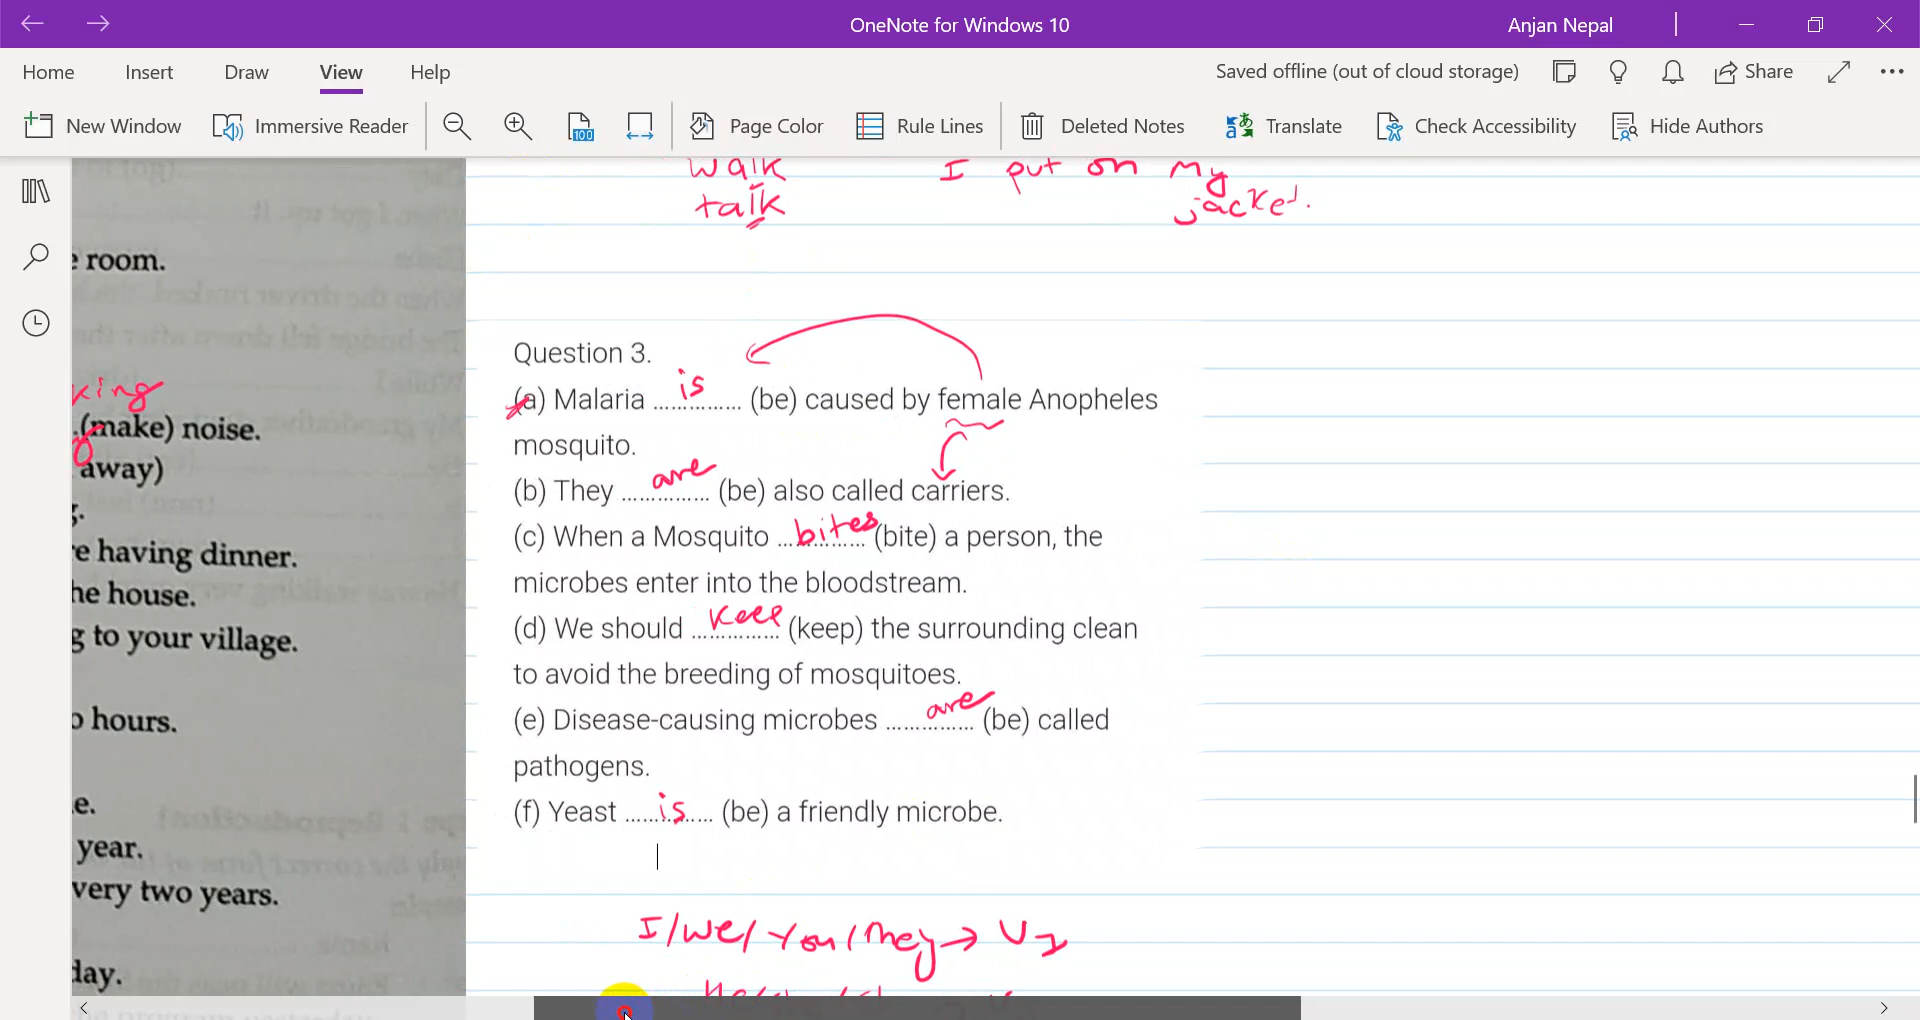 OneNote for Windows 10
Anjan Nepal
Home Insert Draw View Help
Saved offline (out of cloud storage) Share
New Window Immersive Reader 100 Page Color Rule Lines Deleted Notes Translate Check Accessibility Hide Authors
walk I put on my
talk jacket.
e room.
Question 3.
king
is
(a) Malaria .............. (be) caused by female Anopheles
.(make) noise.
mosquito.
away)
are
(b) They .............. (be) also called carriers.
g.
bites
(c) When a Mosquito .............. (bite) a person, the
e having dinner.
microbes enter into the bloodstream.
he house.
keep
(d) We should .............. (keep) the surrounding clean
g to your village.
to avoid the breeding of mosquitoes.
are
(e) Disease-causing microbes .............. (be) called
o hours.
pathogens.
e.
is
(f) Yeast .............. (be) a friendly microbe.
year.
very two years.
I/we/you/they → V1
day.